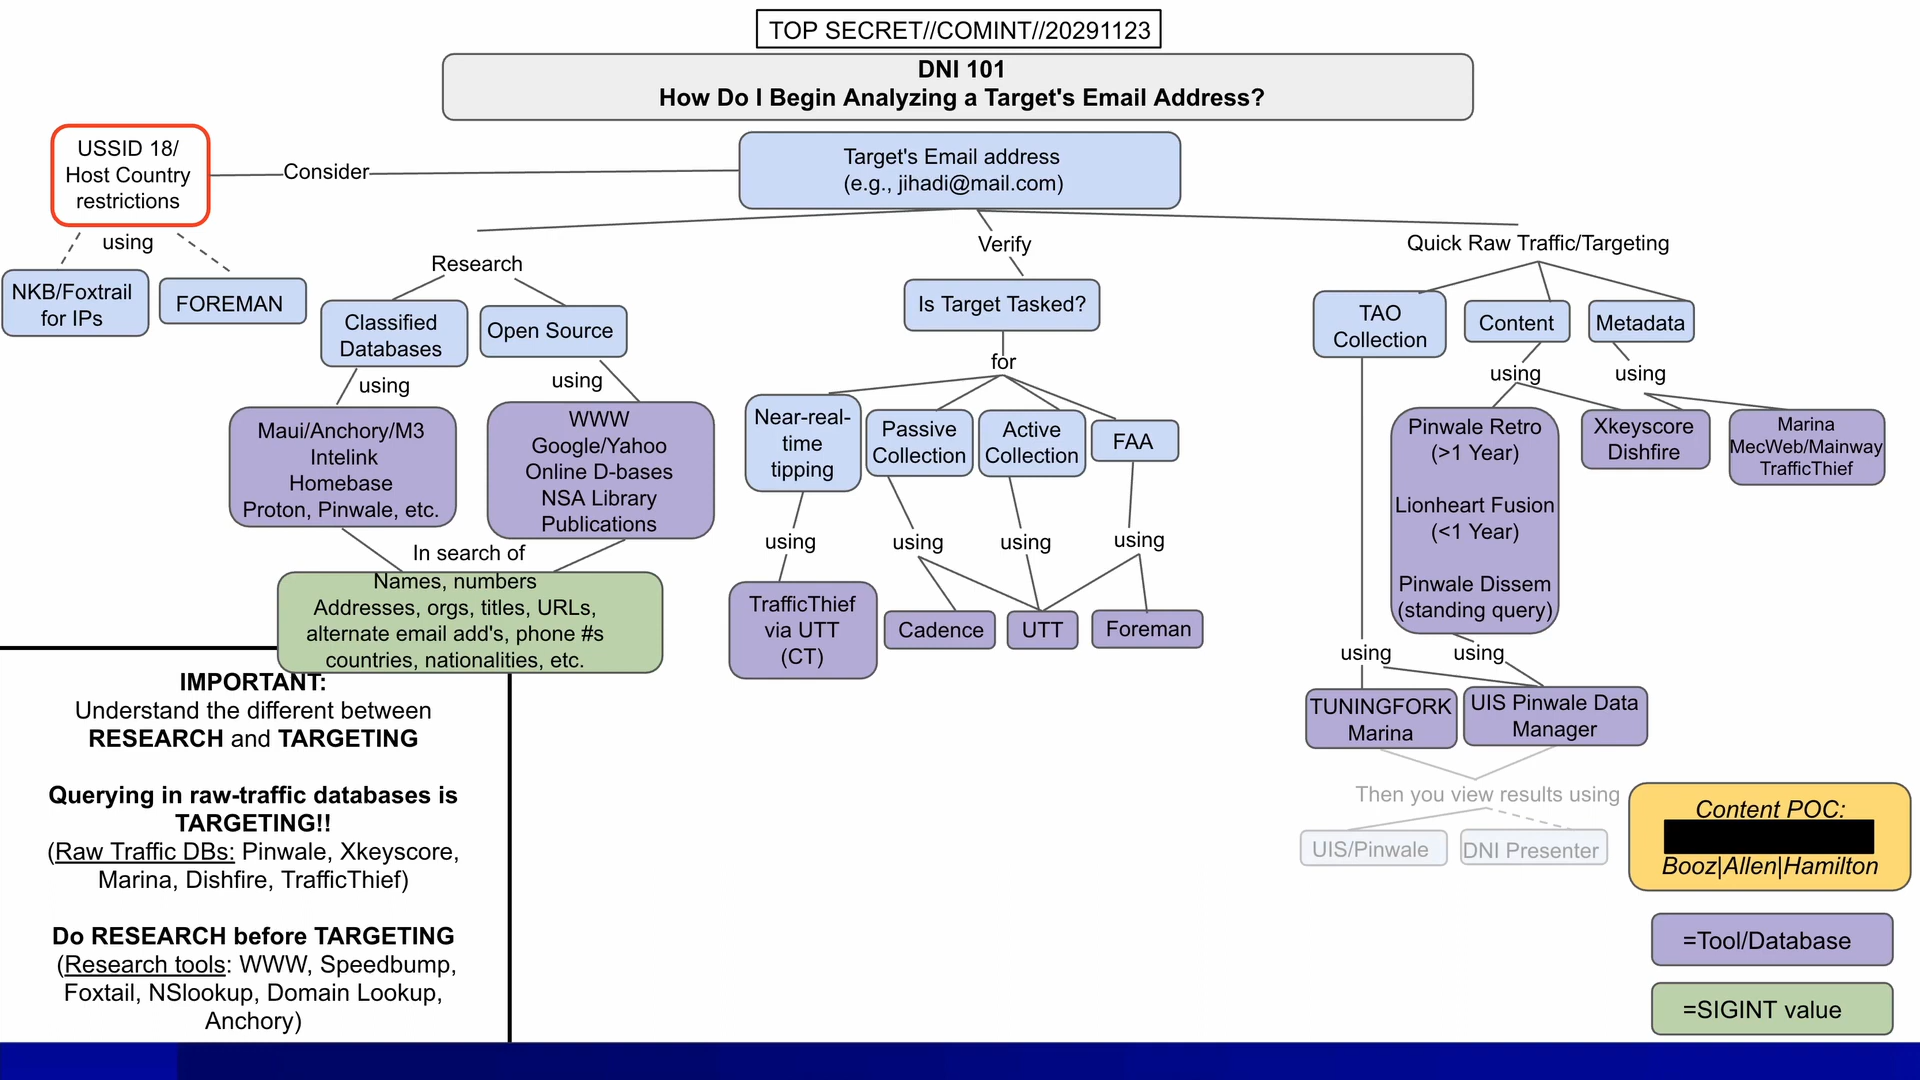 TOP SECRET//COMINT//20291123
DNI 101
How Do I Begin Analyzing a Target's Email Address?
USSID 18/
Host Country
restrictions
Consider
Target's Email address
(e.g., jihadi@mail.com)
using
NKB/Foxtrail
for IPs
FOREMAN
Research
Classified
Databases
Open Source
using
using
Maui/Anchory/M3
Intelink
Homebase
Proton, Pinwale, etc.
WWW
Google/Yahoo
Online D-bases
NSA Library
Publications
In search of
Names, numbers
Addresses, orgs, titles, URLs,
alternate email add's, phone #s
countries, nationalities, etc.
Verify
Is Target Tasked?
for
Near-real-
time
tipping
Passive
Collection
Active
Collection
FAA
using
using
using
using
TrafficThief
via UTT
(CT)
Cadence
UTT
Foreman
Quick Raw Traffic/Targeting
TAO
Collection
Content
Metadata
using
using
Pinwale Retro
(>1 Year)
Lionheart Fusion
(<1 Year)
Pinwale Dissem
(standing query)
Xkeyscore
Dishfire
Marina
MecWeb/Mainway
TrafficThief
using
using
TUNINGFORK
Marina
UIS Pinwale Data
Manager
Then you view results using
UIS/Pinwale
DNI Presenter
IMPORTANT:
Understand the different between
RESEARCH and TARGETING
Querying in raw-traffic databases is
TARGETING!!
(Raw Traffic DBs: Pinwale, Xkeyscore,
Marina, Dishfire, TrafficThief)
Do RESEARCH before TARGETING
(Research tools: WWW, Speedbump,
Foxtail, NSlookup, Domain Lookup,
Anchory)
Content POC:
Booz|Allen|Hamilton
=Tool/Database
=SIGINT value